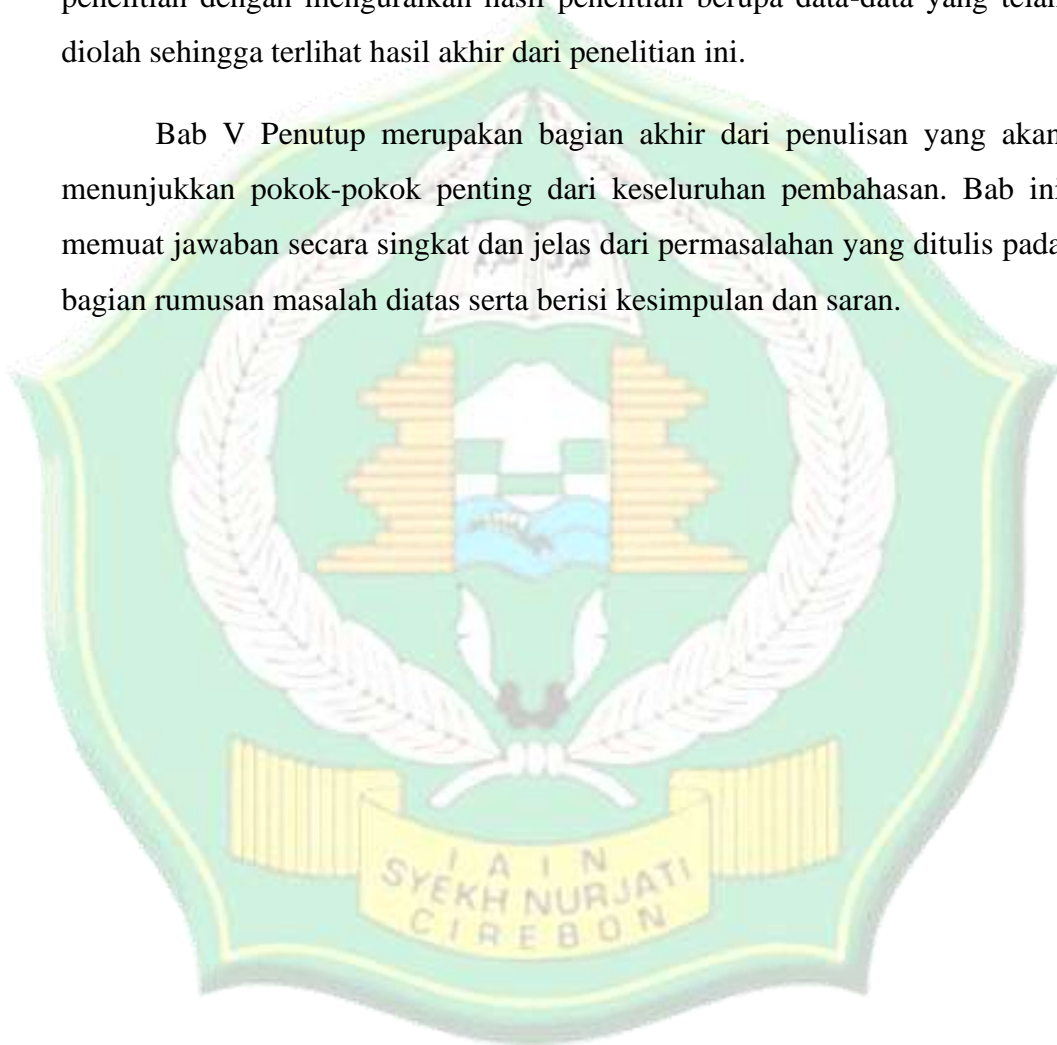 penelitian dengan menguraikan hasil penelitian berupa data-data yang telah
diolah sehingga terlihat hasil akhir dari penelitian ini.
Bab V Penutup merupakan bagian akhir dari penulisan yang akan
menunjukkan pokok-pokok penting dari keseluruhan pembahasan. Bab ini
memuat jawaban secara singkat dan jelas dari permasalahan yang ditulis pada
bagian rumusan masalah diatas serta berisi kesimpulan dan saran.
IAIN
SYEKH NURJATI
CIREBON